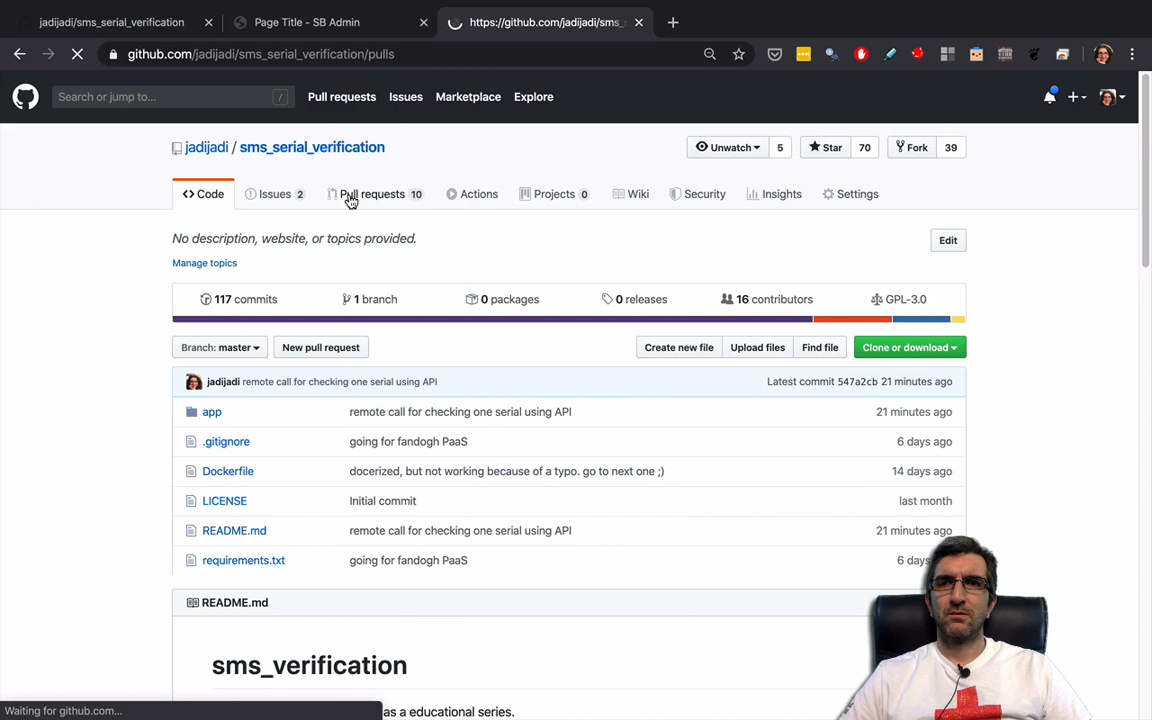 jadijadi/sms_serial_verification
Page Title - SB Admin
https://github.com/jadijadi/sms_
github.com/jadijadi/sms_serial_verification/pulls
Search or jump to... /
Pull requests
Issues
Marketplace
Explore
jadijadi / sms_serial_verification
Unwatch 5
Star 70
Fork 39
Code
Issues 2
Pull requests 10
Actions
Projects 0
Wiki
Security
Insights
Settings
No description, website, or topics provided.
Edit
Manage topics
117 commits
1 branch
0 packages
0 releases
16 contributors
GPL-3.0
Branch: master
New pull request
Create new file
Upload files
Find file
Clone or download
jadijadi remote call for checking one serial using API
Latest commit 547a2cb 21 minutes ago
app remote call for checking one serial using API 21 minutes ago
.gitignore going for fandogh PaaS 6 days ago
Dockerfile docerized, but not working because of a typo. go to next one ;) 14 days ago
LICENSE Initial commit last month
README.md remote call for checking one serial using API 21 minutes ago
requirements.txt going for fandogh PaaS 6 days
README.md
sms_verification
as a educational series.
Waiting for github.com...